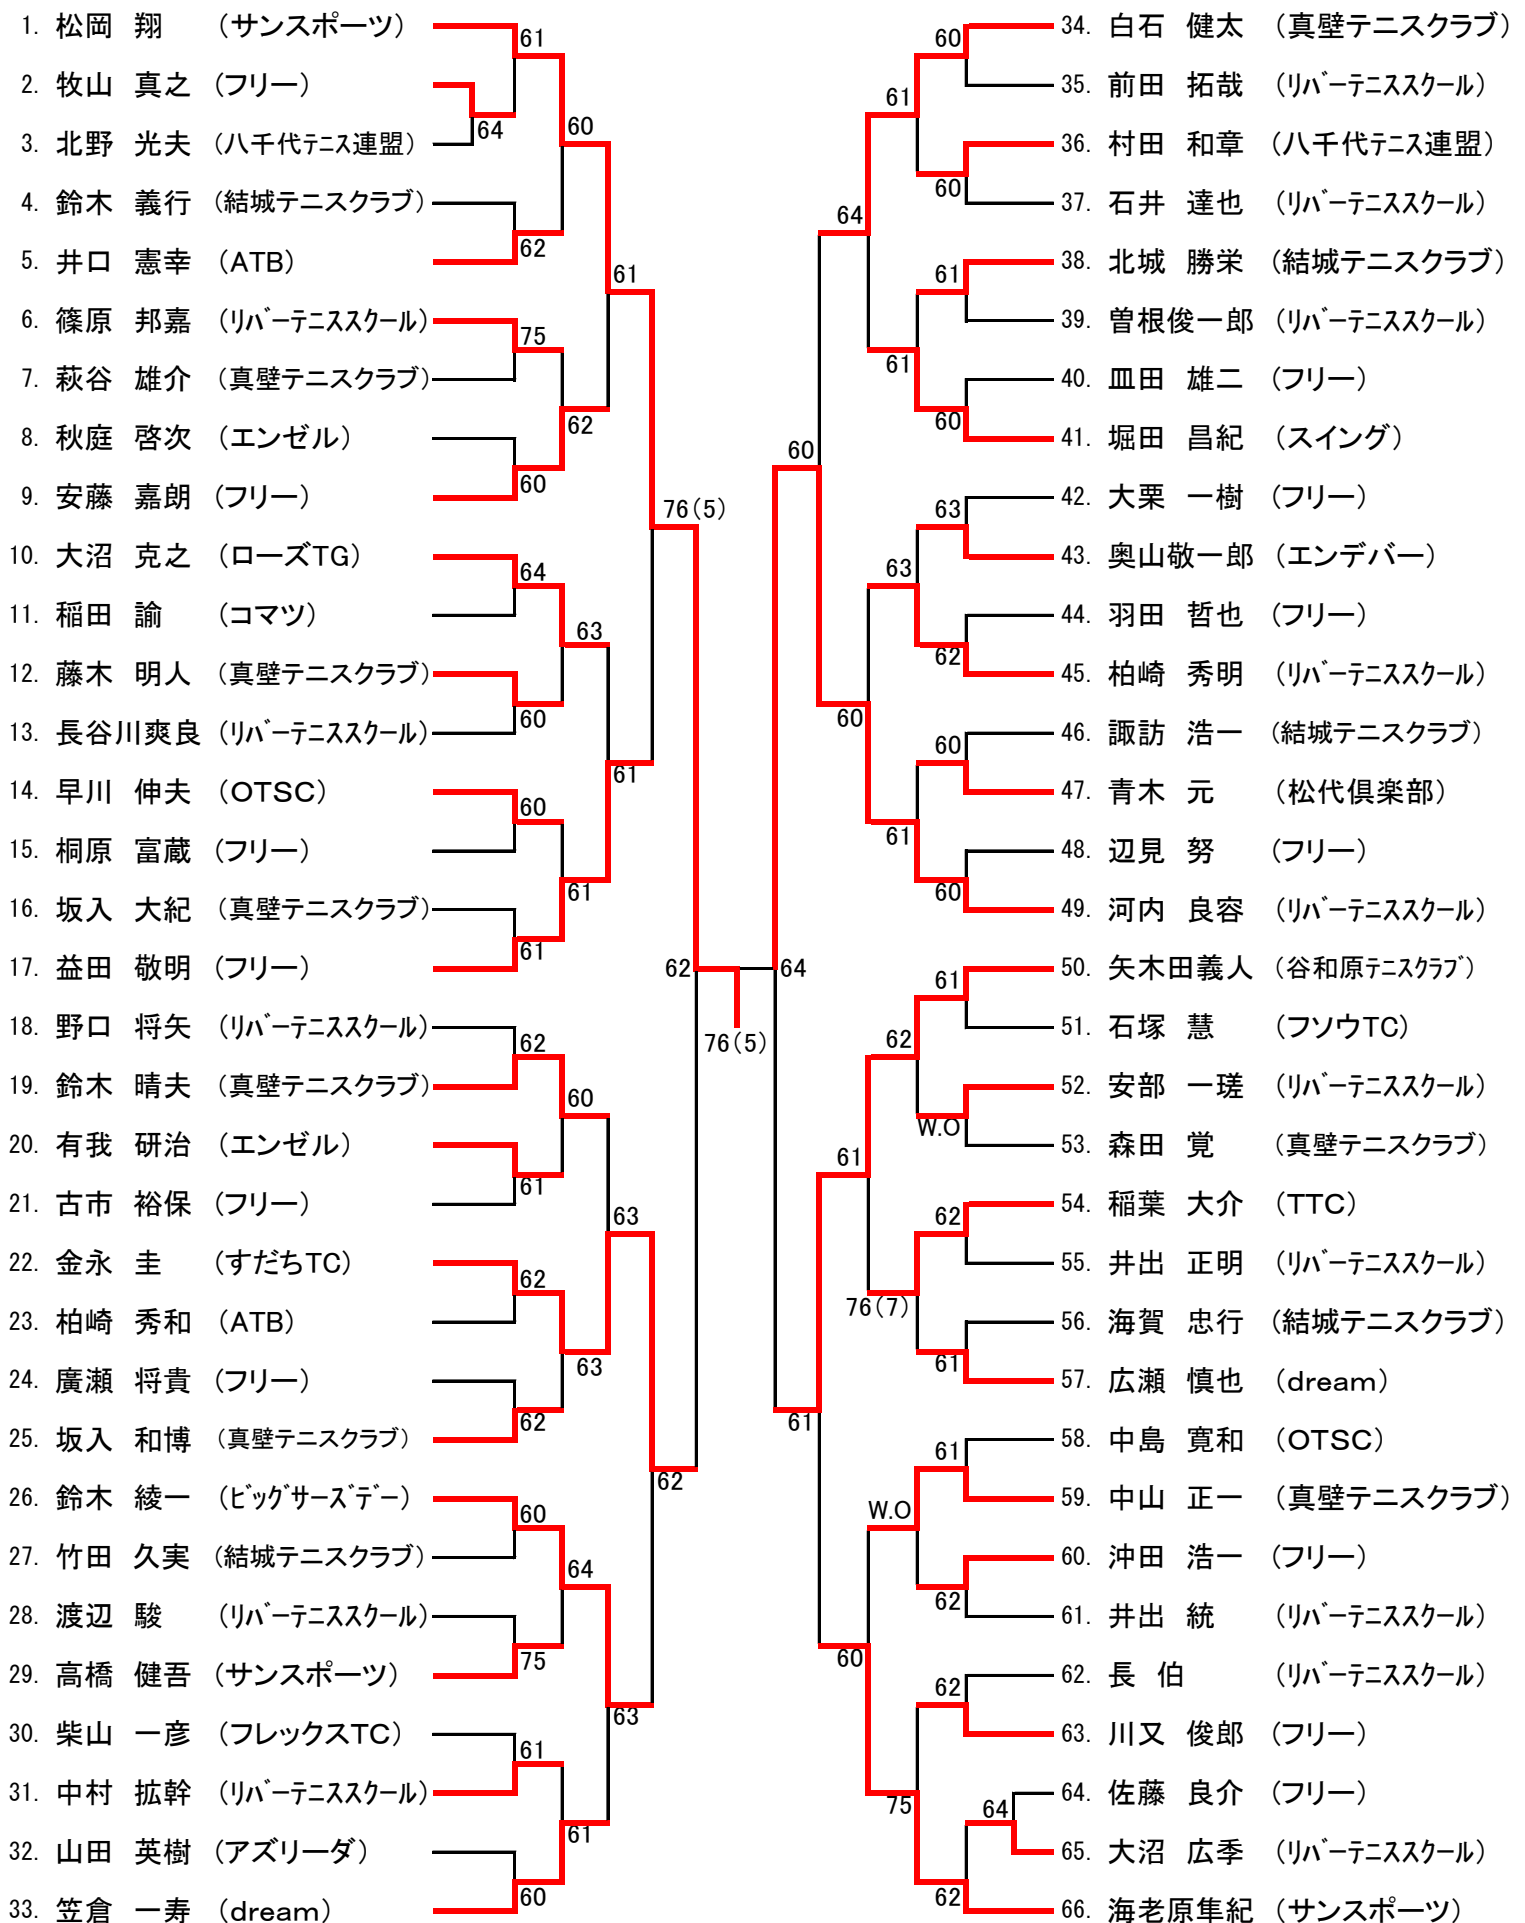 1. 松岡 翔 (サンスポーツ)
2. 牧山 真之 (フリー)
3. 北野 光夫 (八千代テニス連盟)
4. 鈴木 義行 (結城テニスクラブ)
5. 井口 憲幸 (ATB)
6. 篠原 邦嘉 (リバーテニススクール)
7. 萩谷 雄介 (真壁テニスクラブ)
8. 秋庭 啓次 (エンゼル)
9. 安藤 嘉朗 (フリー)
10. 大沼 克之 (ローズTG)
11. 稲田 諭 (コマツ)
12. 藤木 明人 (真壁テニスクラブ)
13. 長谷川爽良 (リバーテニススクール)
14. 早川 伸夫 (OTSC)
15. 桐原 富蔵 (フリー)
16. 坂入 大紀 (真壁テニスクラブ)
17. 益田 敬明 (フリー)
18. 野口 将矢 (リバーテニススクール)
19. 鈴木 晴夫 (真壁テニスクラブ)
20. 有我 研治 (エンゼル)
21. 古市 裕保 (フリー)
22. 金永 圭 (すだちTC)
23. 柏崎 秀和 (ATB)
24. 廣瀬 将貴 (フリー)
25. 坂入 和博 (真壁テニスクラブ)
26. 鈴木 綾一 (ビッグサーズデー)
27. 竹田 久実 (結城テニスクラブ)
28. 渡辺 駿 (リバーテニススクール)
29. 高橋 健吾 (サンスポーツ)
30. 柴山 一彦 (フレックスTC)
31. 中村 拡幹 (リバーテニススクール)
32. 山田 英樹 (アズリーダ)
33. 笠倉 一寿 (dream)
61
64
62
75
60
64
60
60
61
62
61
62
62
60
75
61
60
60
62
63
61
60
63
64
61
61
61
63
63
76(5)
62
62
76(5)
64
60
61
64
60
61
60
61
61
63
61
62
76(7)
W.O
75
60
60
61
60
63
62
60
60
61
W.O
62
61
61
62
62
64
62
34. 白石 健太 (真壁テニスクラブ)
35. 前田 拓哉 (リバーテニススクール)
36. 村田 和章 (八千代テニス連盟)
37. 石井 達也 (リバーテニススクール)
38. 北城 勝栄 (結城テニスクラブ)
39. 曽根俊一郎 (リバーテニススクール)
40. 皿田 雄二 (フリー)
41. 堀田 昌紀 (スイング)
42. 大栗 一樹 (フリー)
43. 奥山敬一郎 (エンデバー)
44. 羽田 哲也 (フリー)
45. 柏崎 秀明 (リバーテニススクール)
46. 諏訪 浩一 (結城テニスクラブ)
47. 青木 元 (松代倶楽部)
48. 辺見 努 (フリー)
49. 河内 良容 (リバーテニススクール)
50. 矢木田義人 (谷和原テニスクラブ)
51. 石塚 慧 (フソウTC)
52. 安部 一瑳 (リバーテニススクール)
53. 森田 覚 (真壁テニスクラブ)
54. 稲葉 大介 (TTC)
55. 井出 正明 (リバーテニススクール)
56. 海賀 忠行 (結城テニスクラブ)
57. 広瀬 慎也 (dream)
58. 中島 寛和 (OTSC)
59. 中山 正一 (真壁テニスクラブ)
60. 沖田 浩一 (フリー)
61. 井出 統 (リバーテニススクール)
62. 長 伯 (リバーテニススクール)
63. 川又 俊郎 (フリー)
64. 佐藤 良介 (フリー)
65. 大沼 広季 (リバーテニススクール)
66. 海老原隼紀 (サンスポーツ)